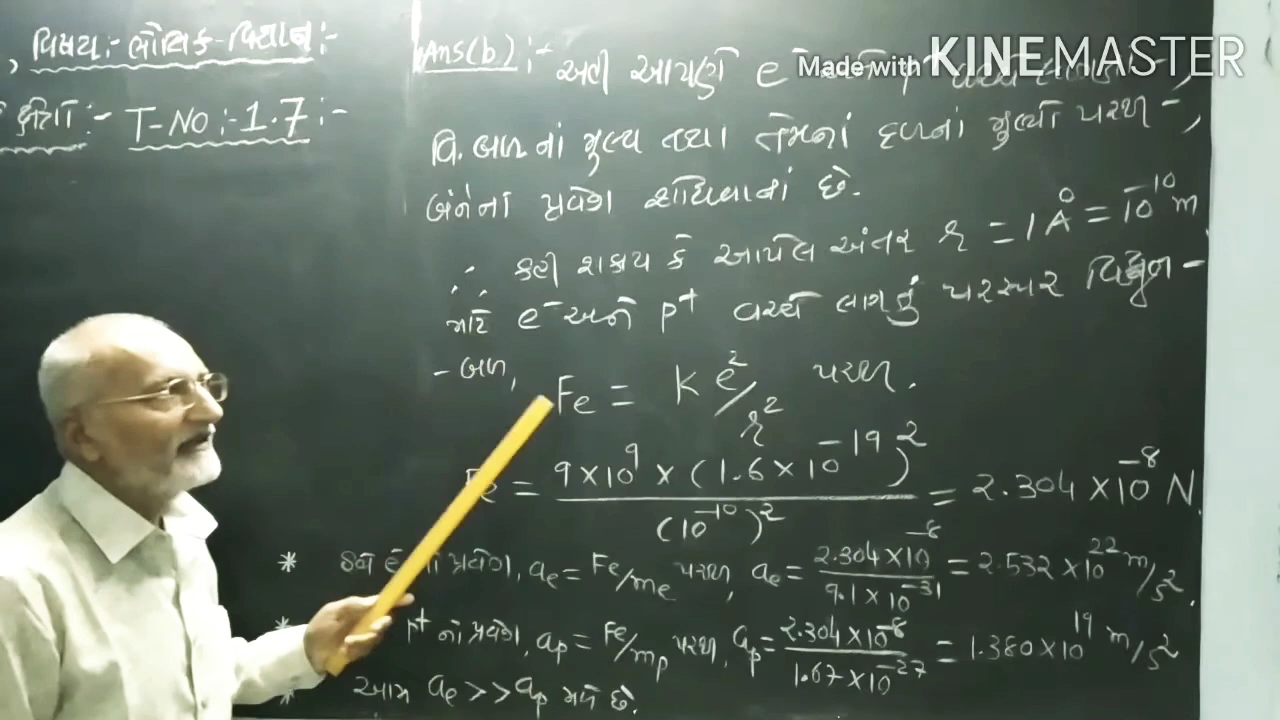 , વિષય:- ભૌતિક-વિજ્ઞાન:-
:- T-NO:-1.7:-
Ans(b):- અહીં આપણે e
Made with KINEMASTER
વિ. બળનાં મુલ્ય તથા તેમનાં દળનાં મુલ્યો પરથી -,
બંનેના પ્રવેગ શોધવાનાં છે.
∴ કહી શકાય કે આપેલ અંતર r = 1 Å = 10⁻¹⁰ m
માટે e⁻ અને p⁺ વચ્ચે લાગતું પરસ્પર વિદ્યુત -
- બળ,
Fe = K e²/r² પરથી.
Fe = 9×10⁹ × (1.6×10⁻¹⁹)² / (10⁻¹⁰)² = 2.304 × 10⁻⁸ N.
* હવે પ્રવેગ, ae = Fe/me પરથી, ae = 2.304×10⁻⁸ / 9.1×10⁻³¹ = 2.532 × 10²² m/s².
* p⁺ નો પ્રવેગ, ap = Fe/mp પરથી, ap = 2.304×10⁻⁸ / 1.67×10⁻²⁷ = 1.380×10¹⁹ m/s²
* આમ ae >> ap મળે છે.